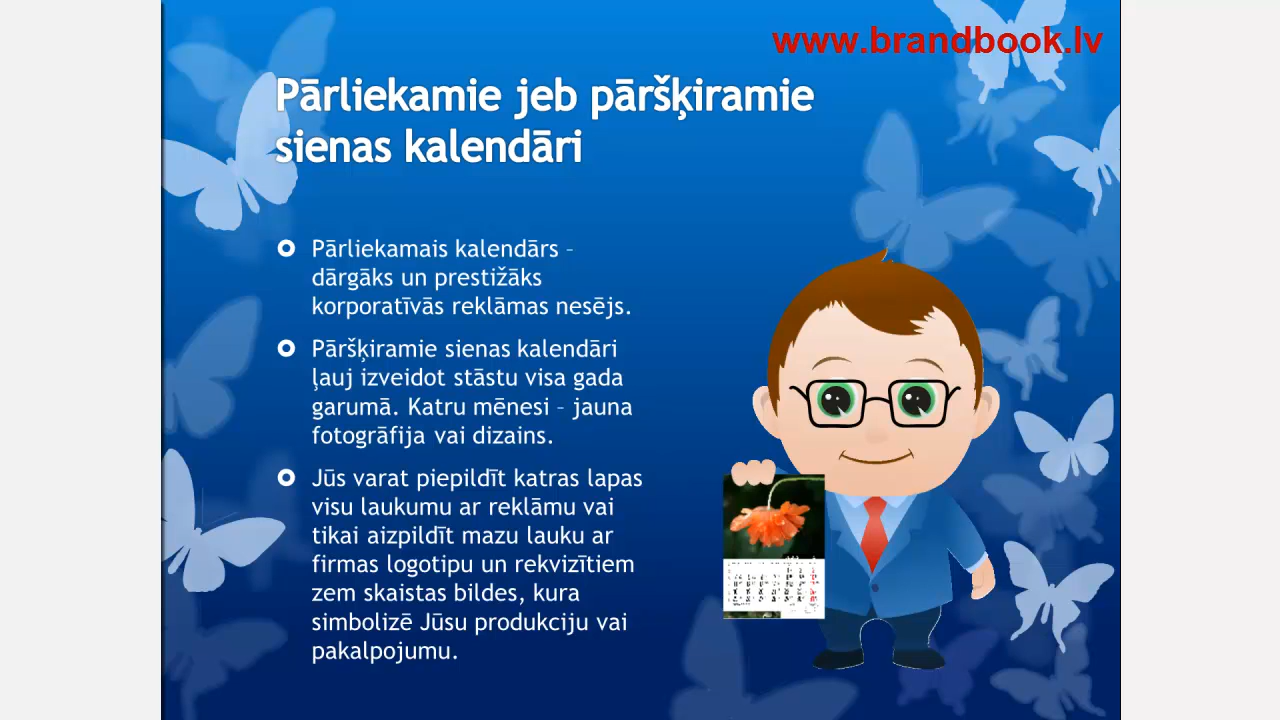 www.brandbook.lv
Pārliekamie jeb pāršķiramie
sienas kalendāri
Pārliekamais kalendārs –
dārgāks un prestižāks
korporatīvās reklāmas nesējs.
Pāršķiramie sienas kalendāri
ļauj izveidot stāstu visa gada
garumā. Katru mēnesi – jauna
fotogrāfija vai dizains.
Jūs varat piepildīt katras lapas
visu laukumu ar reklāmu vai
tikai aizpildīt mazu lauku ar
firmas logotipu un rekvizītiem
zem skaistas bildes, kura
simbolizē Jūsu produkciju vai
pakalpojumu.